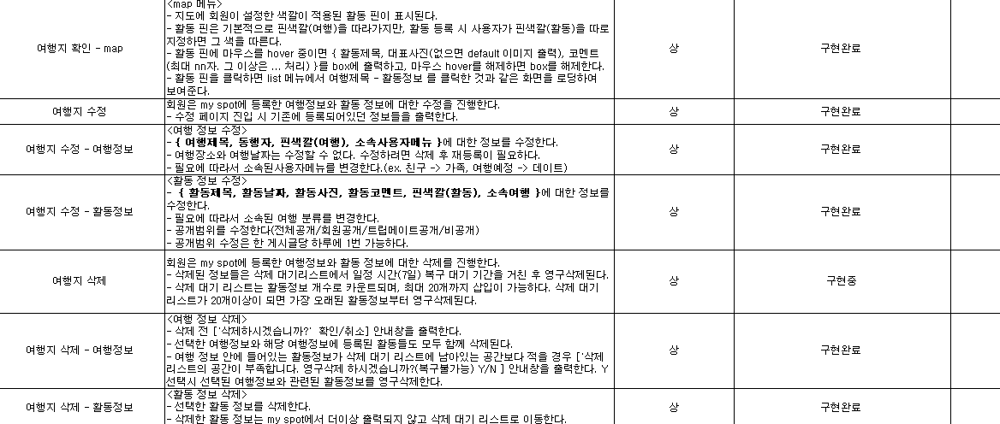 <map 메뉴>
- 지도에 회원이 설정한 색깔이 적용된 활동 핀이 표시된다.
- 활동 핀은 기본적으로 핀색깔(여행)을 따라가지만, 활동 등록 시 사용자가 핀색깔(활동)을 따로
지정하면 그 색을 따른다.
여행지 확인 - map
- 활동 핀에 마우스를 hover 중이면 { 활동제목, 대표사진(없으면 default 이미지 출력), 코멘트
(최대 nn자. 그 이상은 ... 처리) }를 box에 출력하고, 마우스 hover를 해제하면 box를 해제한다.
- 활동 핀을 클릭하면 list 메뉴에서 여행제목 - 활동정보 를 클릭한 것과 같은 화면을 로딩하여
보여준다.
상
구현완료
여행지 수정
회원은 my spot에 등록한 여행정보와 활동 정보에 대한 수정을 진행한다.
- 수정 페이지 진입 시 기존에 등록되어있던 정보들을 출력한다.
상
구현완료
여행지 수정 - 여행정보
<여행 정보 수정>
- { 여행제목, 동행자, 핀색깔(여행), 소속사용자메뉴 }에 대한 정보를 수정한다.
- 여행장소와 여행날짜는 수정할 수 없다. 수정하려면 삭제 후 재등록이 필요하다.
- 필요에 따라서 소속된사용자메뉴를 변경한다.(ex. 친구 -> 가족, 여행예정 -> 데이트)
상
구현완료
여행지 수정 - 활동정보
<활동 정보 수정>
- { 활동제목, 활동날짜, 활동사진, 활동코멘트, 핀색깔(활동), 소속여행 }에 대한 정보를
수정한다.
- 필요에 따라서 소속된 여행 분류를 변경한다.
- 공개범위를 수정한다(전체공개/회원공개/트립메이트공개/비공개)
- 공개범위 수정은 한 게시글당 하루에 1번 가능하다.
상
구현완료
여행지 삭제
회원은 my spot에 등록한 여행정보와 활동 정보에 대한 삭제를 진행한다.
- 삭제된 정보들은 삭제 대기리스트에서 일정 시간(7일) 복구 대기 기간을 거친 후 영구삭제된다.
- 삭제 대기 리스트는 활동정보 개수로 카운트되며, 최대 20개까지 삽입이 가능하다. 삭제 대기
리스트가 20개이상이 되면 가장 오래된 활동정보부터 영구삭제된다.
상
구현중
여행지 삭제 - 여행정보
<여행 정보 삭제>
- 삭제 전 ['삭제하시겠습니까?' 확인/취소] 안내창을 출력한다.
- 선택한 여행정보와 해당 여행정보에 등록된 활동들도 모두 함께 삭제된다.
- 여행 정보 안에 들어있는 활동정보가 삭제 대기 리스트에 남아있는 공간보다 적을 경우 ['삭제
리스트의 공간이 부족합니다. 영구삭제 하시겠습니까?(복구불가능) Y/N ] 안내창을 출력한다. Y
선택시 선택된 여행정보와 관련된 활동정보를 영구삭제한다.
상
구현완료
여행지 삭제 - 활동정보
<활동 정보 삭제>
- 선택한 활동 정보를 삭제한다.
- 삭제한 활동 정보는 my spot에서 더이상 출력되지 않고 삭제 대기 리스트로 이동한다.
상
구현완료